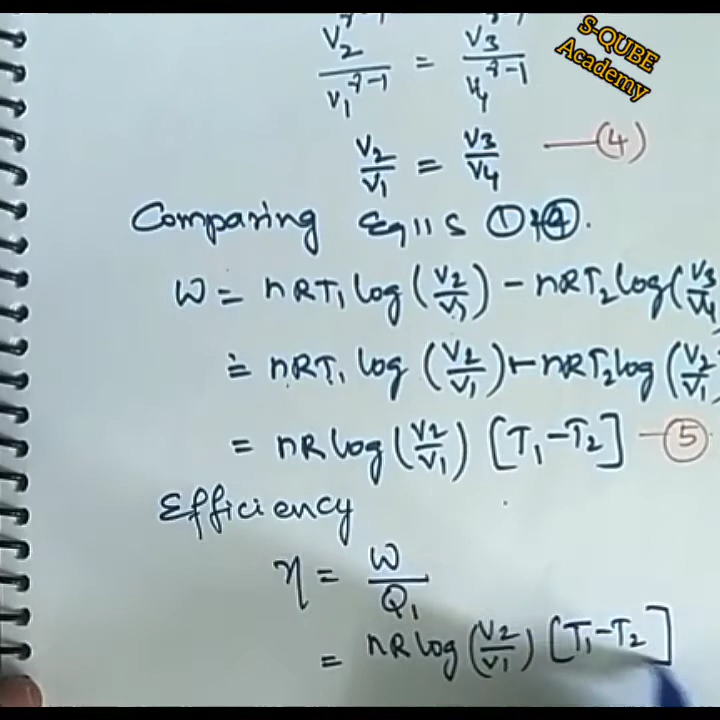 S-QUBE
Academy
V₂^γ-1 / V₁^γ-1 = V₃^γ-1 / V₄^γ-1
V₂/V₁ = V₃/V₄ —(4)
Comparing Eqns ① & ④.
W = nRT₁ log(V₂/V₁) - nRT₂ log(V₃/V₄
= nRT₁ log (V₂/V₁) - nRT₂ log (V₂/V₁)
= nR log (V₂/V₁) [T₁-T₂] —⑤
Efficiency
η = W/Q₁
= nR log (V₂/V₁) [T₁-T₂]